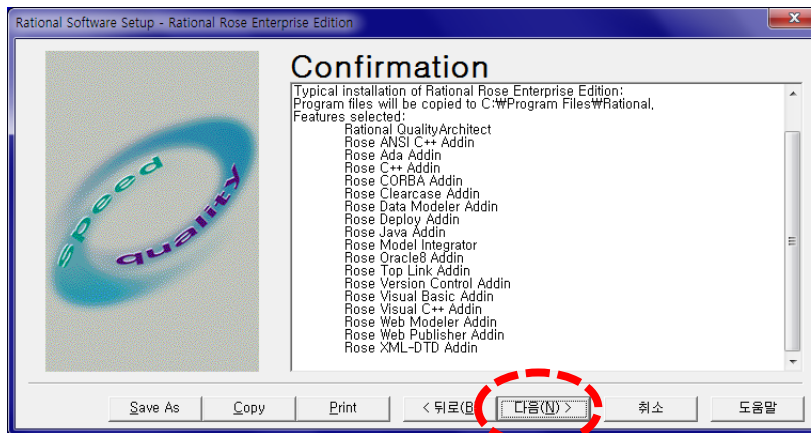 Rational Software Setup - Rational Rose Enterprise Edition
speed
quality
Confirmation
Typical installation of Rational Rose Enterprise Edition:
Program files will be copied to C:₩Program Files₩Rational,
Features selected:
Rational QualityArchitect
Rose ANSI C++ Addin
Rose Ada Addin
Rose C++ Addin
Rose CORBA Addin
Rose Clearcase Addin
Rose Data Modeler Addin
Rose Deploy Addin
Rose Java Addin
Rose Model Integrator
Rose Oracle8 Addin
Rose Top Link Addin
Rose Version Control Addin
Rose Visual Basic Addin
Rose Visual C++ Addin
Rose Web Modeler Addin
Rose Web Publisher Addin
Rose XML-DTD Addin
Save As Copy Print < 뒤로(B 다음(N) > 취소 도움말